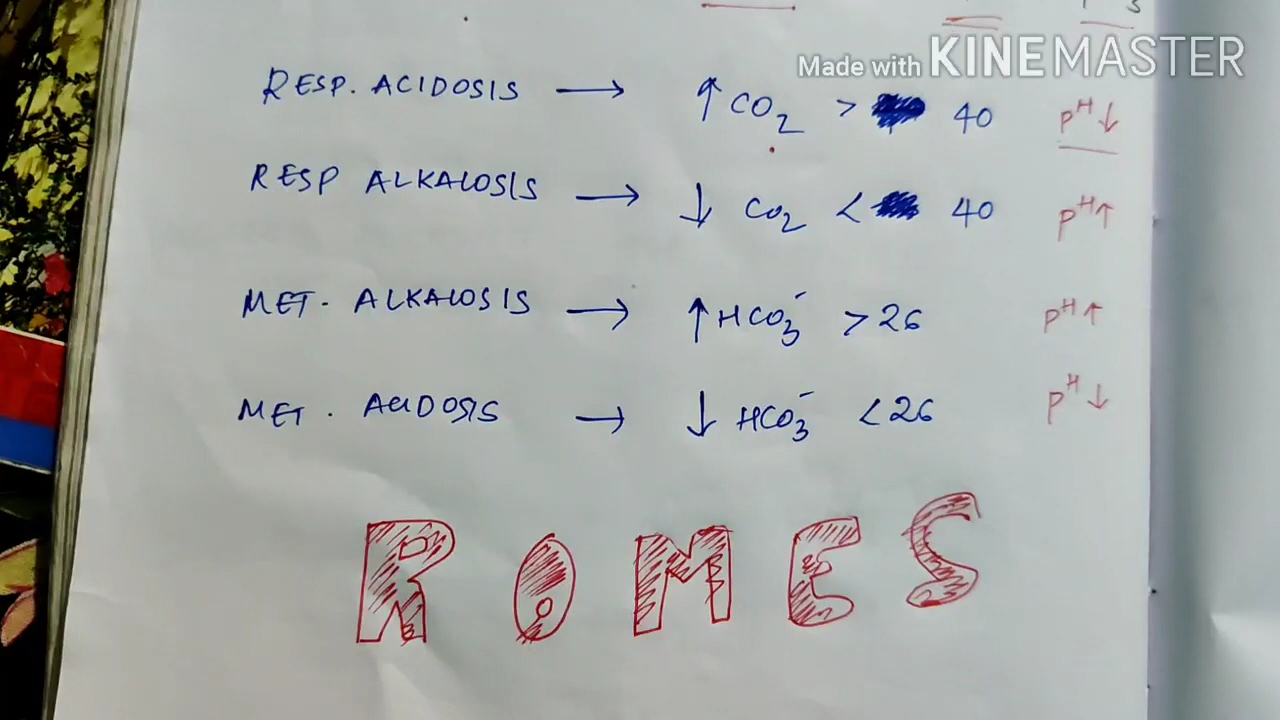 Made with KINEMASTER
RESP. ACIDOSIS → ↑ CO₂ > 40 pH↓
RESP ALKALOSIS → ↓ CO₂ < 40 pH↑
MET. ALKALOSIS → ↑ HCO₃⁻ > 26 pH↑
MET. ACIDOSIS → ↓ HCO₃⁻ < 26 pH↓
ROMES